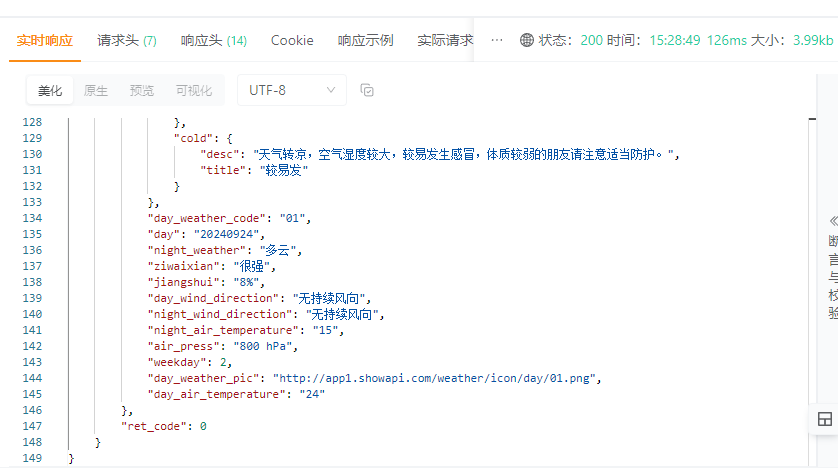 实时响应 请求头 (7) 响应头 (14) Cookie 响应示例 实际请求 ··· 状态: 200 时间: 15:28:49 126ms 大小: 3.99kb
美化 原生 预览 可视化 UTF-8
128 },
129 "cold": {
130 "desc": "天气转凉，空气湿度较大，较易发生感冒，体质较弱的朋友请注意适当防护。",
131 "title": "较易发"
132 }
133 },
134 "day_weather_code": "01",
135 "day": "20240924",
136 "night_weather": "多云",
137 "ziwaixian": "很强",
138 "jiangshui": "8%",
139 "day_wind_direction": "无持续风向",
140 "night_wind_direction": "无持续风向",
141 "night_air_temperature": "15",
142 "air_press": "800 hPa",
143 "weekday": 2,
144 "day_weather_pic": "http://app1.showapi.com/weather/icon/day/01.png",
145 "day_air_temperature": "24"
146 },
147 "ret_code": 0
148 }
149 }
断言与校验